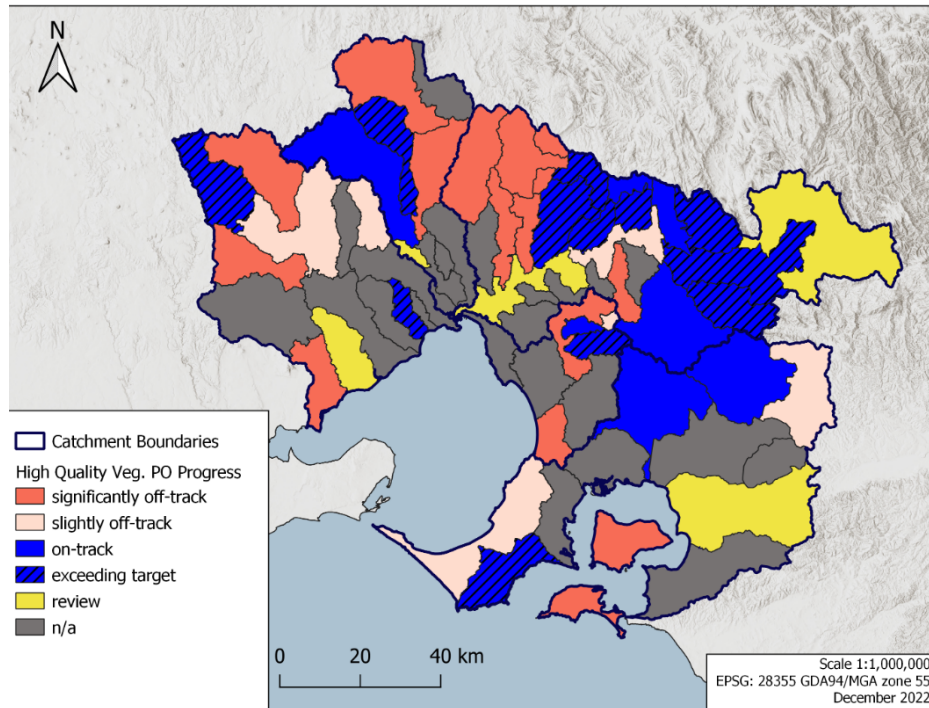 N
Catchment Boundaries
High Quality Veg. PO Progress
significantly off-track
slightly off-track
on-track
exceeding target
review
n/a
0 20 40 km
Scale 1:1,000,000
EPSG: 28355 GDA94/MGA zone 55
December 2022